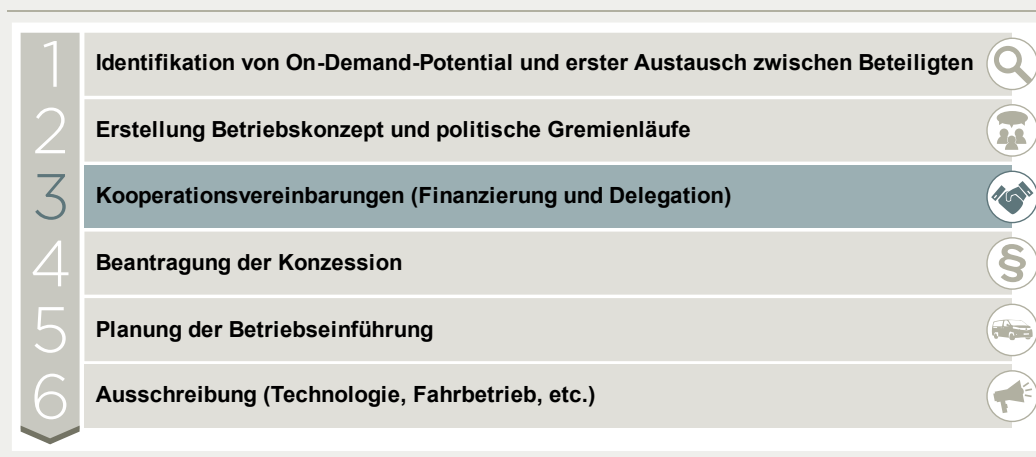 1 Identifikation von On-Demand-Potential und erster Austausch zwischen Beteiligten
2 Erstellung Betriebskonzept und politische Gremienläufe
3 Kooperationsvereinbarungen (Finanzierung und Delegation)
4 Beantragung der Konzession §
5 Planung der Betriebseinführung
6 Ausschreibung (Technologie, Fahrbetrieb, etc.)